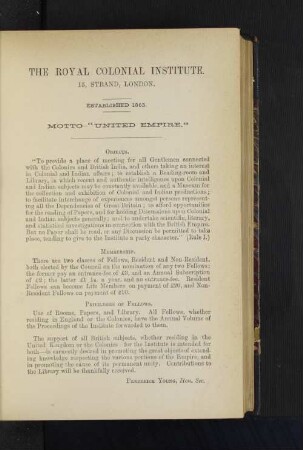 THE ROYAL COLONIAL INSTITUTE.
15, STRAND, LONDON.
ESTABLISHED 1868.
MOTTO "UNITED EMPIRE."
OBJECTS.
"To provide a place of meeting for all Gentlemen connected
with the Colonies and British India, and others taking an interest
in Colonial and Indian affairs; to establish a Reading-room and
Library, in which recent and authentic intelligence upon Colonial
and Indian subjects may be constantly available, and a Museum for
the collection and exhibition of Colonial and Indian productions;
to facilitate interchange of experiences amongst persons represent-
ing all the Dependencies of Great Britain; to afford opportunities
for the reading of Papers, and for holding Discussions upon Colonial
and Indian subjects generally; and to undertake scientific, literary,
and statistical investigations in connection with the British Empire.
But no Paper shall be read, or any Discussion be permitted to take
place, tending to give to the Institute a party character." (Rule I.)
MEMBERSHIP.
There are two classes of Fellows, Resident and Non-Resident,
both elected by the Council on the nomination of any two Fellows;
the former pay an entrance fee of £3, and an Annual Subscription
of £2; the latter £1 1s. a year, and no entrance. Resident
Fellows can become Life Members on payment of £20, and Non-
Resident Fellows on payment of £10.
PRIVILEGES OF FELLOWS.
Use of Rooms, Papers, and Library. All Fellows, whether
residing in England or the Colonies, have the Annual Volume of
the Proceedings of the Institute forwarded to them.
The support of all British subjects, whether residing in the
United Kingdom or the Colonies—for the Institute is intended for
both—is earnestly desired in promoting the great objects of extend-
ing knowledge respecting the various portions of the Empire, and
in promoting the cause of its permanent unity. Contributions to
the Library will be thankfully received.
FREDERICK YOUNG, Hon. Sec.